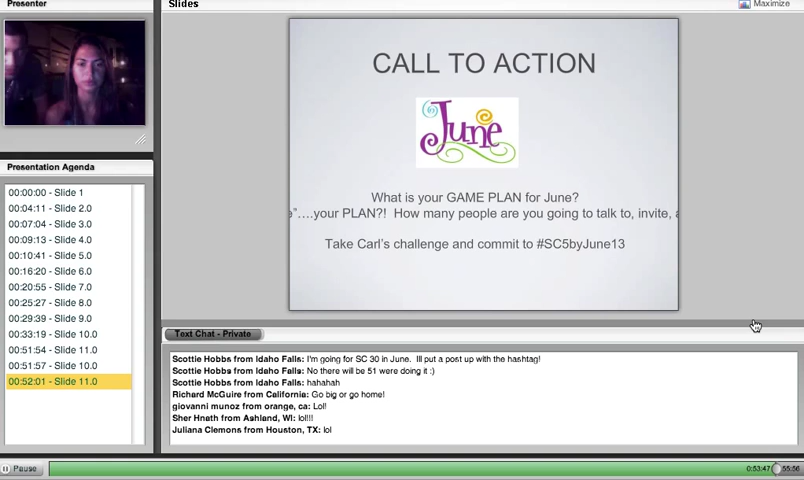 Presenter
Slides
Maximize
CALL TO ACTION
June
What is your GAME PLAN for June?
e"....your PLAN?! How many people are you going to talk to, invite, a
Take Carl's challenge and commit to #SC5byJune13
Presentation Agenda
00:00:00 - Slide 1
00:04:11 - Slide 2.0
00:07:04 - Slide 3.0
00:09:13 - Slide 4.0
00:10:41 - Slide 5.0
00:16:20 - Slide 6.0
00:20:55 - Slide 7.0
00:25:27 - Slide 8.0
00:29:39 - Slide 9.0
00:33:19 - Slide 10.0
00:51:54 - Slide 11.0
00:51:57 - Slide 10.0
00:52:01 - Slide 11.0
Text Chat - Private
Scottie Hobbs from Idaho Falls: I'm going for SC 30 in June. Ill put a post up with the hashtag!
Scottie Hobbs from Idaho Falls: No there will be 51 were doing it :)
Scottie Hobbs from Idaho Falls: hahahah
Richard McGuire from California: Go big or go home!
giovanni munoz from orange, ca: Lol!
Sher Hnath from Ashland, WI: lol!!!
Juliana Clemons from Houston, TX: lol
Pause
0:53:47
55:56